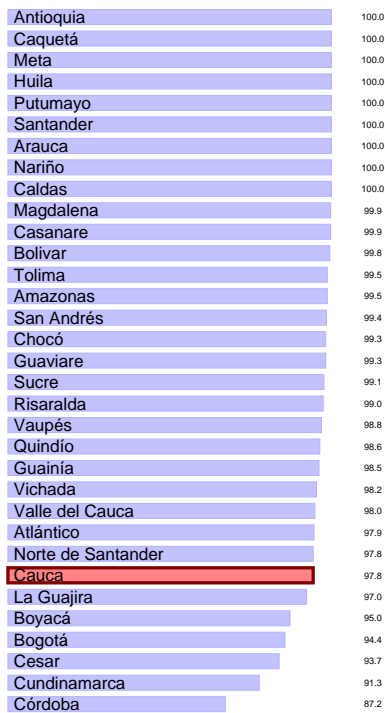 Antioquia 100.0
Caquetá 100.0
Meta 100.0
Huila 100.0
Putumayo 100.0
Santander 100.0
Arauca 100.0
Nariño 100.0
Caldas 100.0
Magdalena 99.9
Casanare 99.9
Bolivar 99.8
Tolima 99.5
Amazonas 99.5
San Andrés 99.4
Chocó 99.3
Guaviare 99.3
Sucre 99.1
Risaralda 99.0
Vaupés 98.8
Quindío 98.6
Guainía 98.5
Vichada 98.2
Valle del Cauca 98.0
Atlántico 97.9
Norte de Santander 97.8
Cauca 97.8
La Guajira 97.0
Boyacá 95.0
Bogotá 94.4
Cesar 93.7
Cundinamarca 91.3
Córdoba 87.2